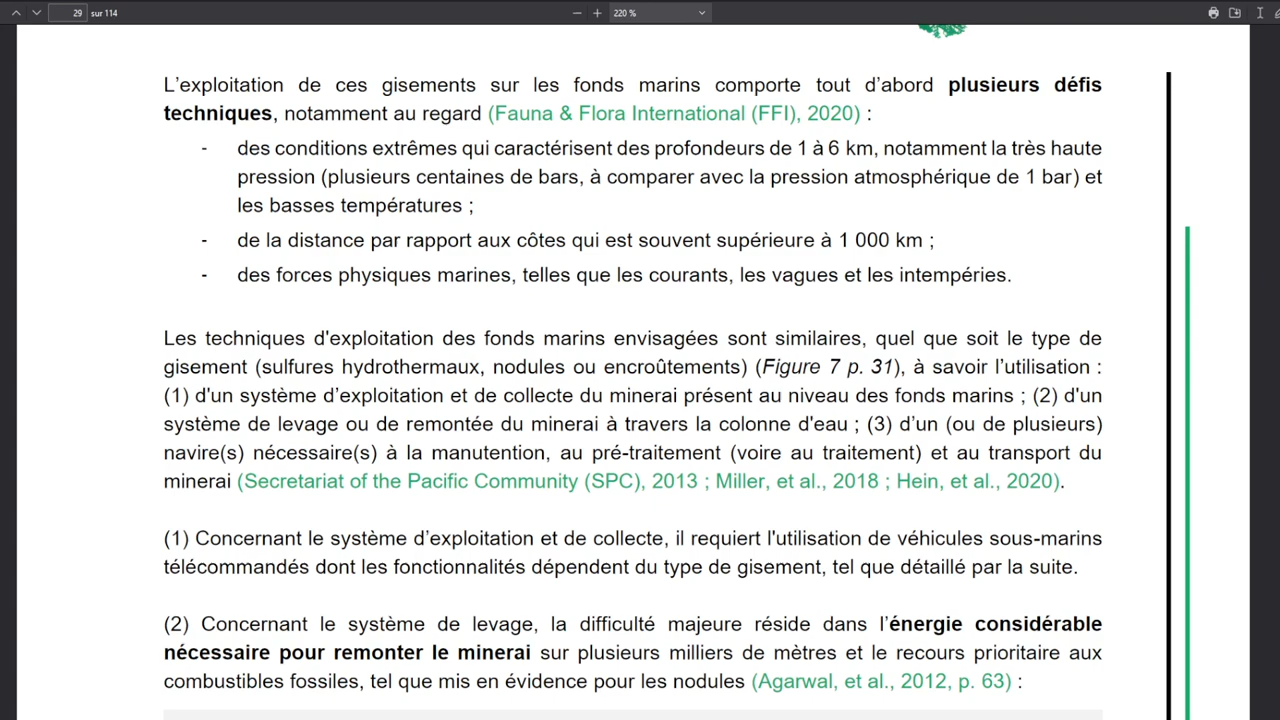 29 sur 114
220 %
L’exploitation de ces gisements sur les fonds marins comporte tout d’abord plusieurs défis
techniques, notamment au regard (Fauna & Flora International (FFI), 2020) :
- des conditions extrêmes qui caractérisent des profondeurs de 1 à 6 km, notamment la très haute
pression (plusieurs centaines de bars, à comparer avec la pression atmosphérique de 1 bar) et
les basses températures ;
- de la distance par rapport aux côtes qui est souvent supérieure à 1 000 km ;
- des forces physiques marines, telles que les courants, les vagues et les intempéries.
Les techniques d'exploitation des fonds marins envisagées sont similaires, quel que soit le type de
gisement (sulfures hydrothermaux, nodules ou encroûtements) (Figure 7 p. 31), à savoir l’utilisation :
(1) d'un système d’exploitation et de collecte du minerai présent au niveau des fonds marins ; (2) d'un
système de levage ou de remontée du minerai à travers la colonne d'eau ; (3) d’un (ou de plusieurs)
navire(s) nécessaire(s) à la manutention, au pré-traitement (voire au traitement) et au transport du
minerai (Secretariat of the Pacific Community (SPC), 2013 ; Miller, et al., 2018 ; Hein, et al., 2020).
(1) Concernant le système d’exploitation et de collecte, il requiert l'utilisation de véhicules sous-marins
télécommandés dont les fonctionnalités dépendent du type de gisement, tel que détaillé par la suite.
(2) Concernant le système de levage, la difficulté majeure réside dans l’énergie considérable
nécessaire pour remonter le minerai sur plusieurs milliers de mètres et le recours prioritaire aux
combustibles fossiles, tel que mis en évidence pour les nodules (Agarwal, et al., 2012, p. 63) :